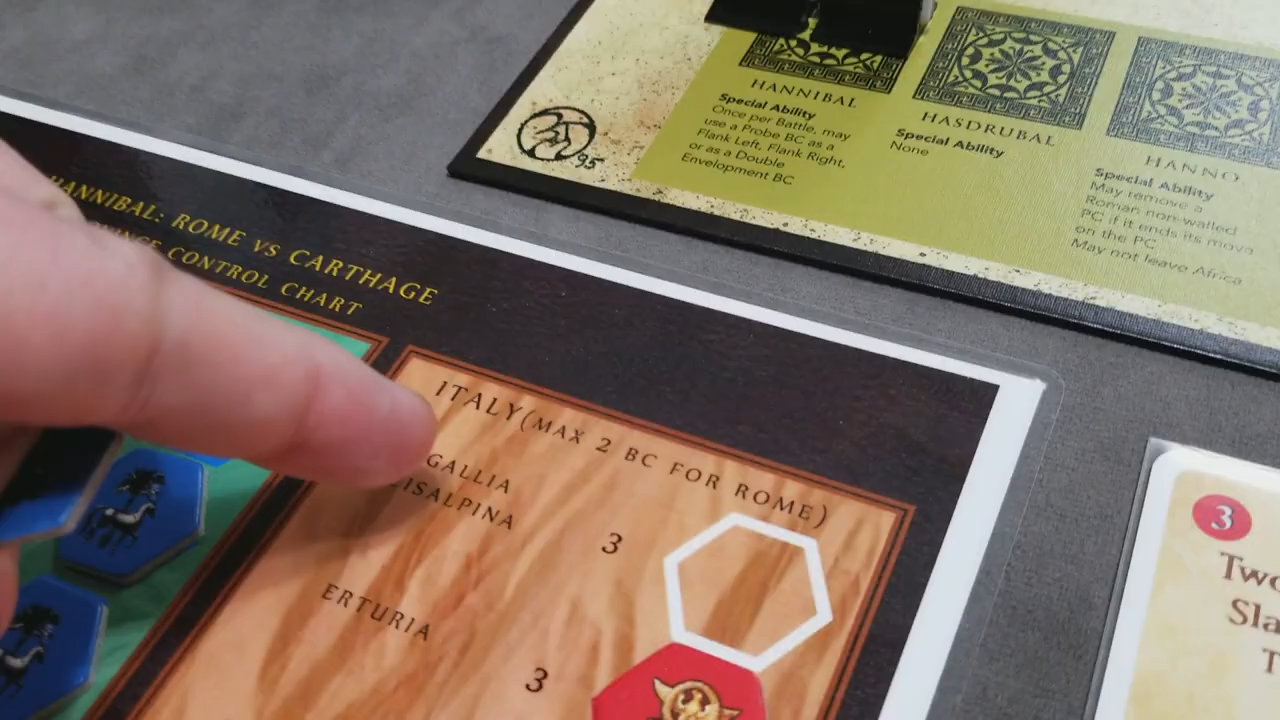 HANNIBAL
Special Ability
Once per Battle, may
use a Probe BC as a
Flank Left, Flank Right,
or as a Double
Envelopment BC
HASDRUBAL
Special Ability
None
HANNO
Special Ability
May remove a
Roman non-walled
PC if it ends its move
on the PC
May not leave Africa
95
HANNIBAL: ROME VS CARTHAGE
CONTROL CHART
ITALY (MAX 2 BC FOR ROME)
GALLIA
ISALPINA
3
ERTURIA
3
3
Two
Sla
T